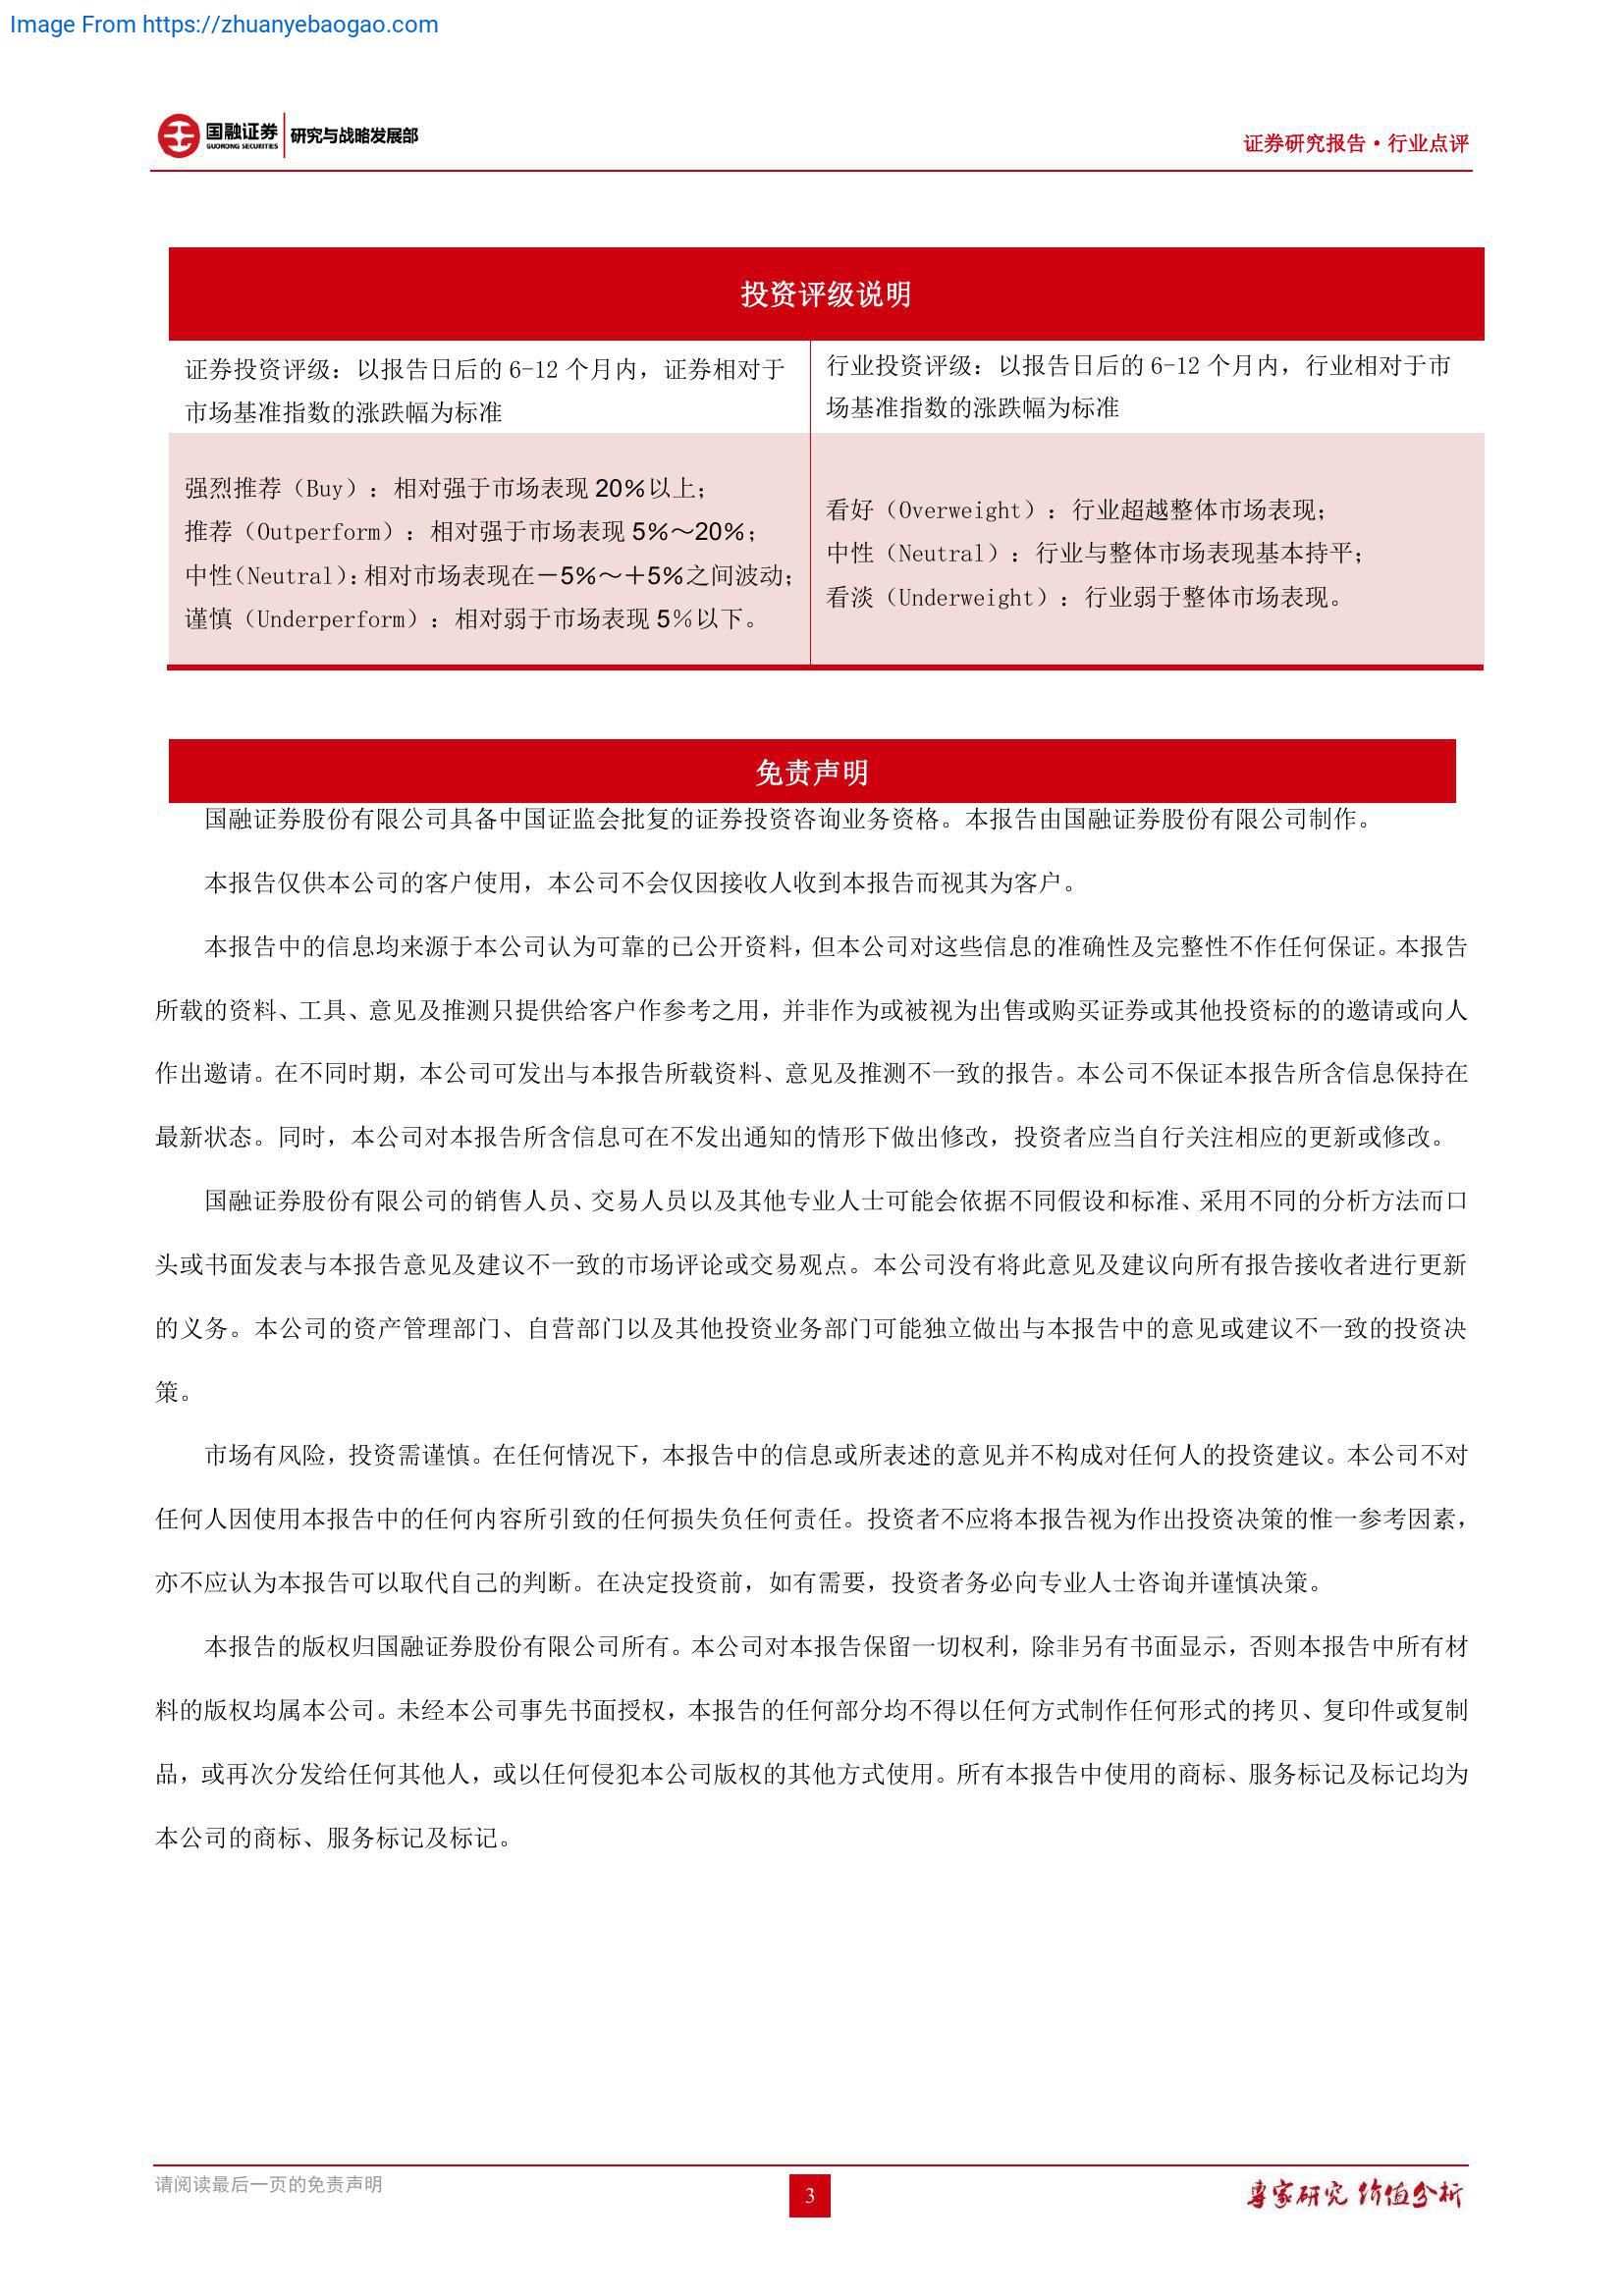 Image From https://zhuanyebaogao.com
国融证券
GUORONG SECURITIES
研究与战略发展部
证券研究报告·行业点评
投资评级说明
证券投资评级：以报告日后的 6-12 个月内，证券相对于
市场基准指数的涨跌幅为标准
行业投资评级：以报告日后的 6-12 个月内，行业相对于市
场基准指数的涨跌幅为标准
强烈推荐（Buy）：相对强于市场表现 20%以上；
推荐（Outperform）：相对强于市场表现 5%～20%；
中性（Neutral）：相对市场表现在－5%～＋5%之间波动；
谨慎（Underperform）：相对弱于市场表现 5%以下。
看好（Overweight）：行业超越整体市场表现；
中性（Neutral）：行业与整体市场表现基本持平；
看淡（Underweight）：行业弱于整体市场表现。
免责声明
国融证券股份有限公司具备中国证监会批复的证券投资咨询业务资格。本报告由国融证券股份有限公司制作。
本报告仅供本公司的客户使用，本公司不会仅因接收人收到本报告而视其为客户。
本报告中的信息均来源于本公司认为可靠的已公开资料，但本公司对这些信息的准确性及完整性不作任何保证。本报告
所载的资料、工具、意见及推测只提供给客户作参考之用，并非作为或被视为出售或购买证券或其他投资标的的邀请或向人
作出邀请。在不同时期，本公司可发出与本报告所载资料、意见及推测不一致的报告。本公司不保证本报告所含信息保持在
最新状态。同时，本公司对本报告所含信息可在不发出通知的情形下做出修改，投资者应当自行关注相应的更新或修改。
国融证券股份有限公司的销售人员、交易人员以及其他专业人士可能会依据不同假设和标准、采用不同的分析方法而口
头或书面发表与本报告意见及建议不一致的市场评论或交易观点。本公司没有将此意见及建议向所有报告接收者进行更新
的义务。本公司的资产管理部门、自营部门以及其他投资业务部门可能独立做出与本报告中的意见或建议不一致的投资决
策。
市场有风险，投资需谨慎。在任何情况下，本报告中的信息或所表述的意见并不构成对任何人的投资建议。本公司不对
任何人因使用本报告中的任何内容所引致的任何损失负任何责任。投资者不应将本报告视为作出投资决策的惟一参考因素，
亦不应认为本报告可以取代自己的判断。在决定投资前，如有需要，投资者务必向专业人士咨询并谨慎决策。
本报告的版权归国融证券股份有限公司所有。本公司对本报告保留一切权利，除非另有书面显示，否则本报告中所有材
料的版权均属本公司。未经本公司事先书面授权，本报告的任何部分均不得以任何方式制作任何形式的拷贝、复印件或复制
品，或再次分发给任何其他人，或以任何侵犯本公司版权的其他方式使用。所有本报告中使用的商标、服务标记及标记均为
本公司的商标、服务标记及标记。
请阅读最后一页的免责声明
3
專家研究 价值分析